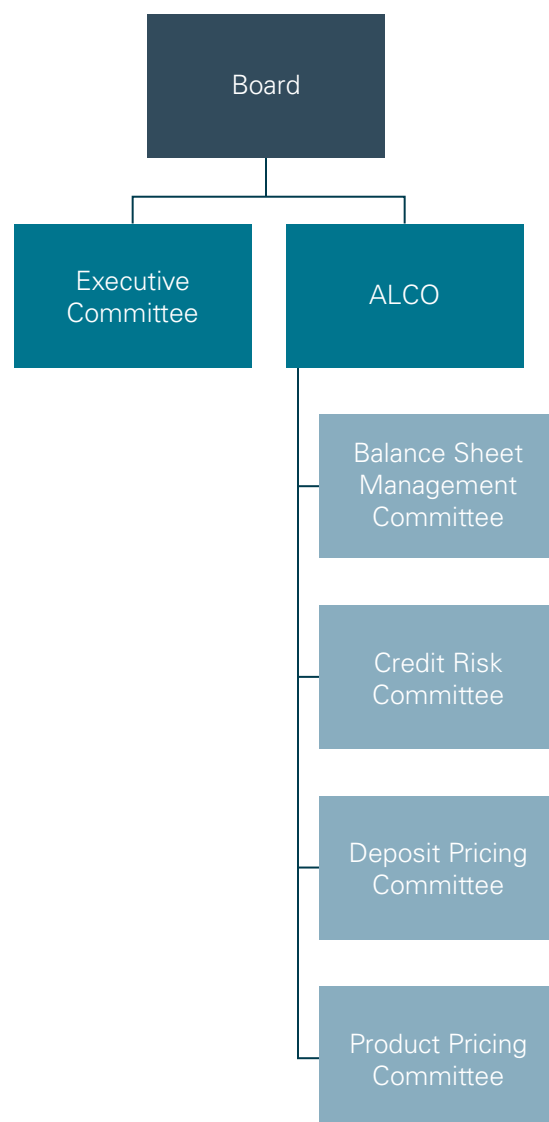 Board
Executive
Committee
ALCO
Balance Sheet
Management
Committee
Credit Risk
Committee
Deposit Pricing
Committee
Product Pricing
Committee